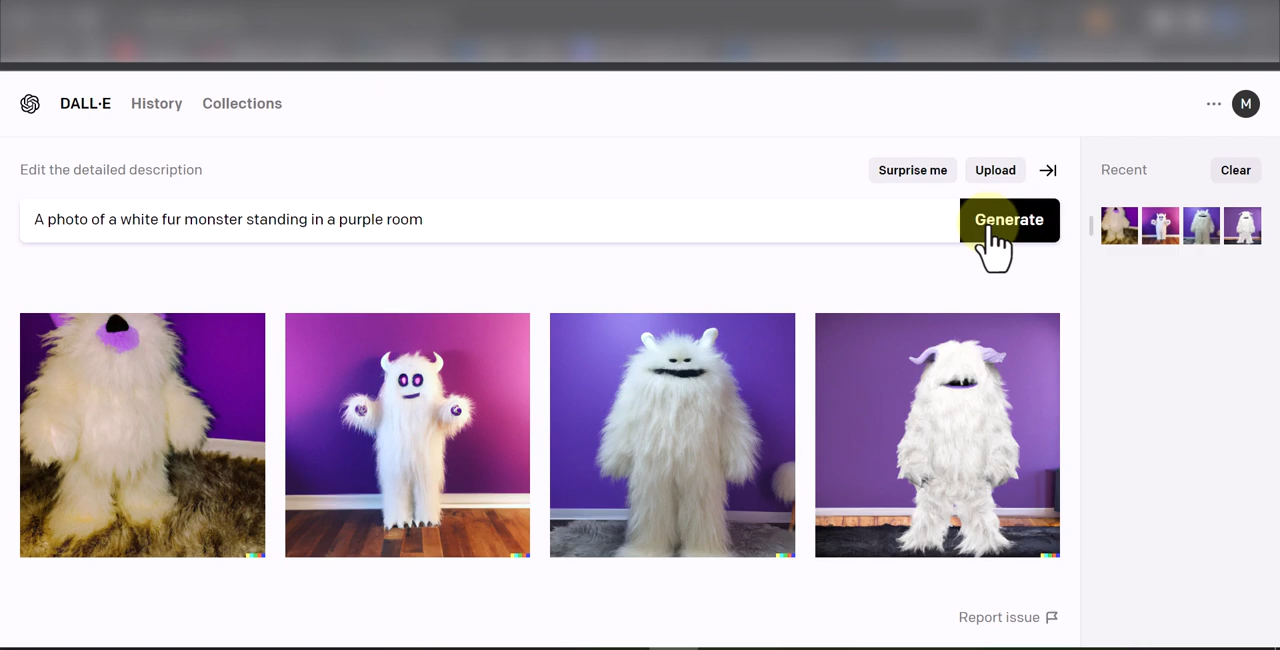 DALL·E History Collections
··· M
Edit the detailed description Surprise me Upload
Recent Clear
A photo of a white fur monster standing in a purple room Generate
Report issue